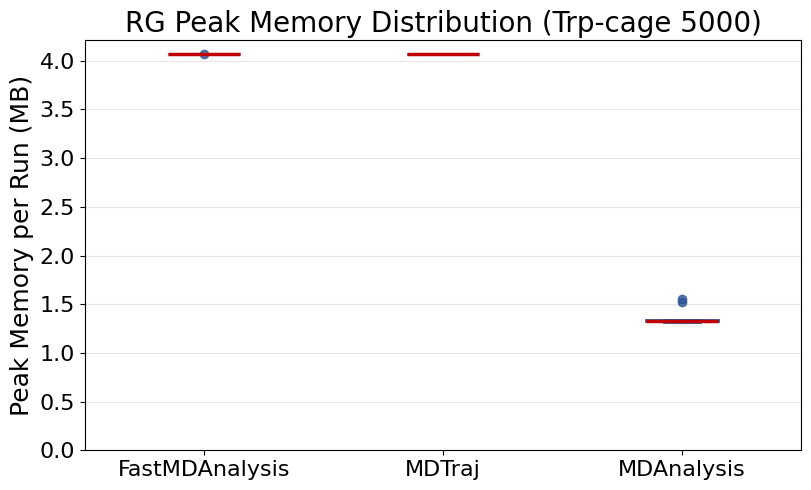 RG Peak Memory Distribution (Trp-cage 5000)
Peak Memory per Run (MB)
4.0
3.5
3.0
2.5
2.0
1.5
1.0
0.5
0.0
FastMDAnalysis
MDTraj
MDAnalysis